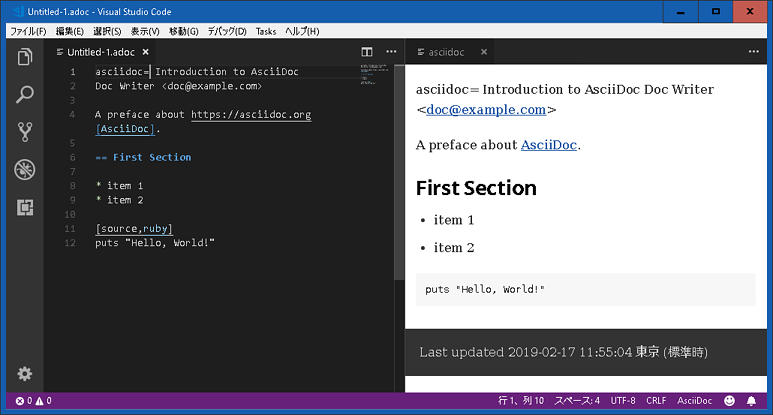 Untitled-1.adoc - Visual Studio Code
ファイル(F) 編集(E) 選択(S) 表示(V) 移動(G) デバッグ(D) Tasks ヘルプ(H)
Untitled-1.adoc
1 asciidoc= Introduction to AsciiDoc
2 Doc Writer <doc@example.com>
3
4 A preface about https://asciidoc.org
[AsciiDoc].
5
6 == First Section
7
8 * item 1
9 * item 2
10
11 [source,ruby]
12 puts "Hello, World!"
asciidoc
asciidoc= Introduction to AsciiDoc Doc Writer
<doc@example.com>
A preface about AsciiDoc.
First Section
• item 1
• item 2
puts "Hello, World!"
Last updated 2019-02-17 11:55:04 東京 (標準時)
0 0 行 1、列 10 スペース: 4 UTF-8 CRLF AsciiDoc